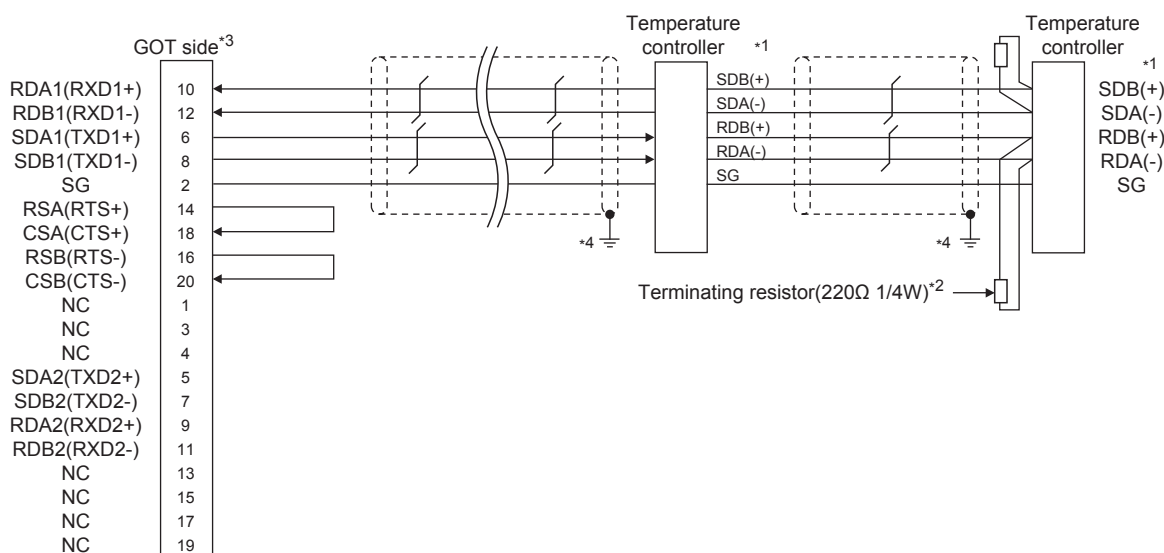 Temperature
controller *1
Temperature
controller
*1
GOT side*3
RDA1(RXD1+) 10 SDB(+) SDB(+)
RDB1(RXD1-) 12 SDA(-) SDA(-)
SDA1(TXD1+) 6 RDB(+) RDB(+)
SDB1(TXD1-) 8 RDA(-) RDA(-)
SG 2 SG SG
RSA(RTS+) 14
CSA(CTS+) 18 *4 *4
RSB(RTS-) 16
CSB(CTS-) 20
Terminating resistor(220Ω 1/4W)*2
NC 1
NC 3
NC 4
SDA2(TXD2+) 5
SDB2(TXD2-) 7
RDA2(RXD2+) 9
RDB2(RXD2-) 11
NC 13
NC 15
NC 17
NC 19